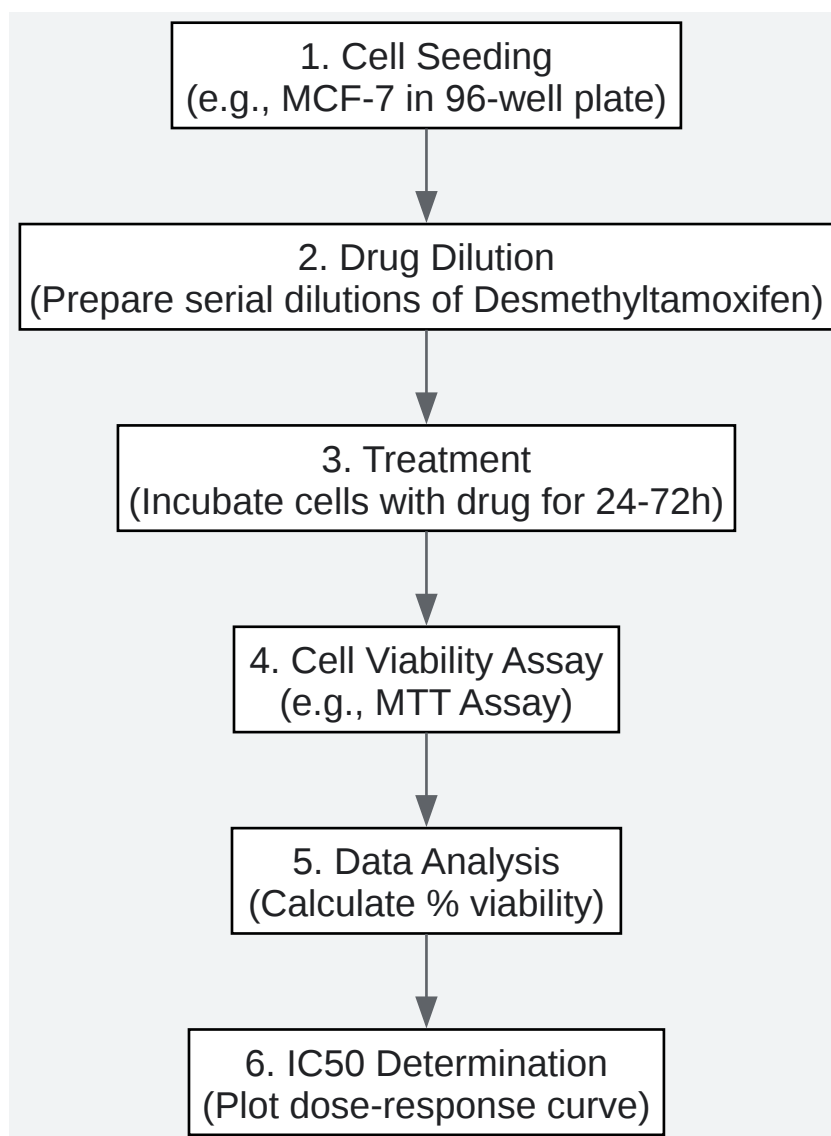 1. Cell Seeding
(e.g., MCF-7 in 96-well plate)
2. Drug Dilution
(Prepare serial dilutions of Desmethyltamoxifen)
3. Treatment
(Incubate cells with drug for 24-72h)
4. Cell Viability Assay
(e.g., MTT Assay)
5. Data Analysis
(Calculate % viability)
6. IC50 Determination
(Plot dose-response curve)